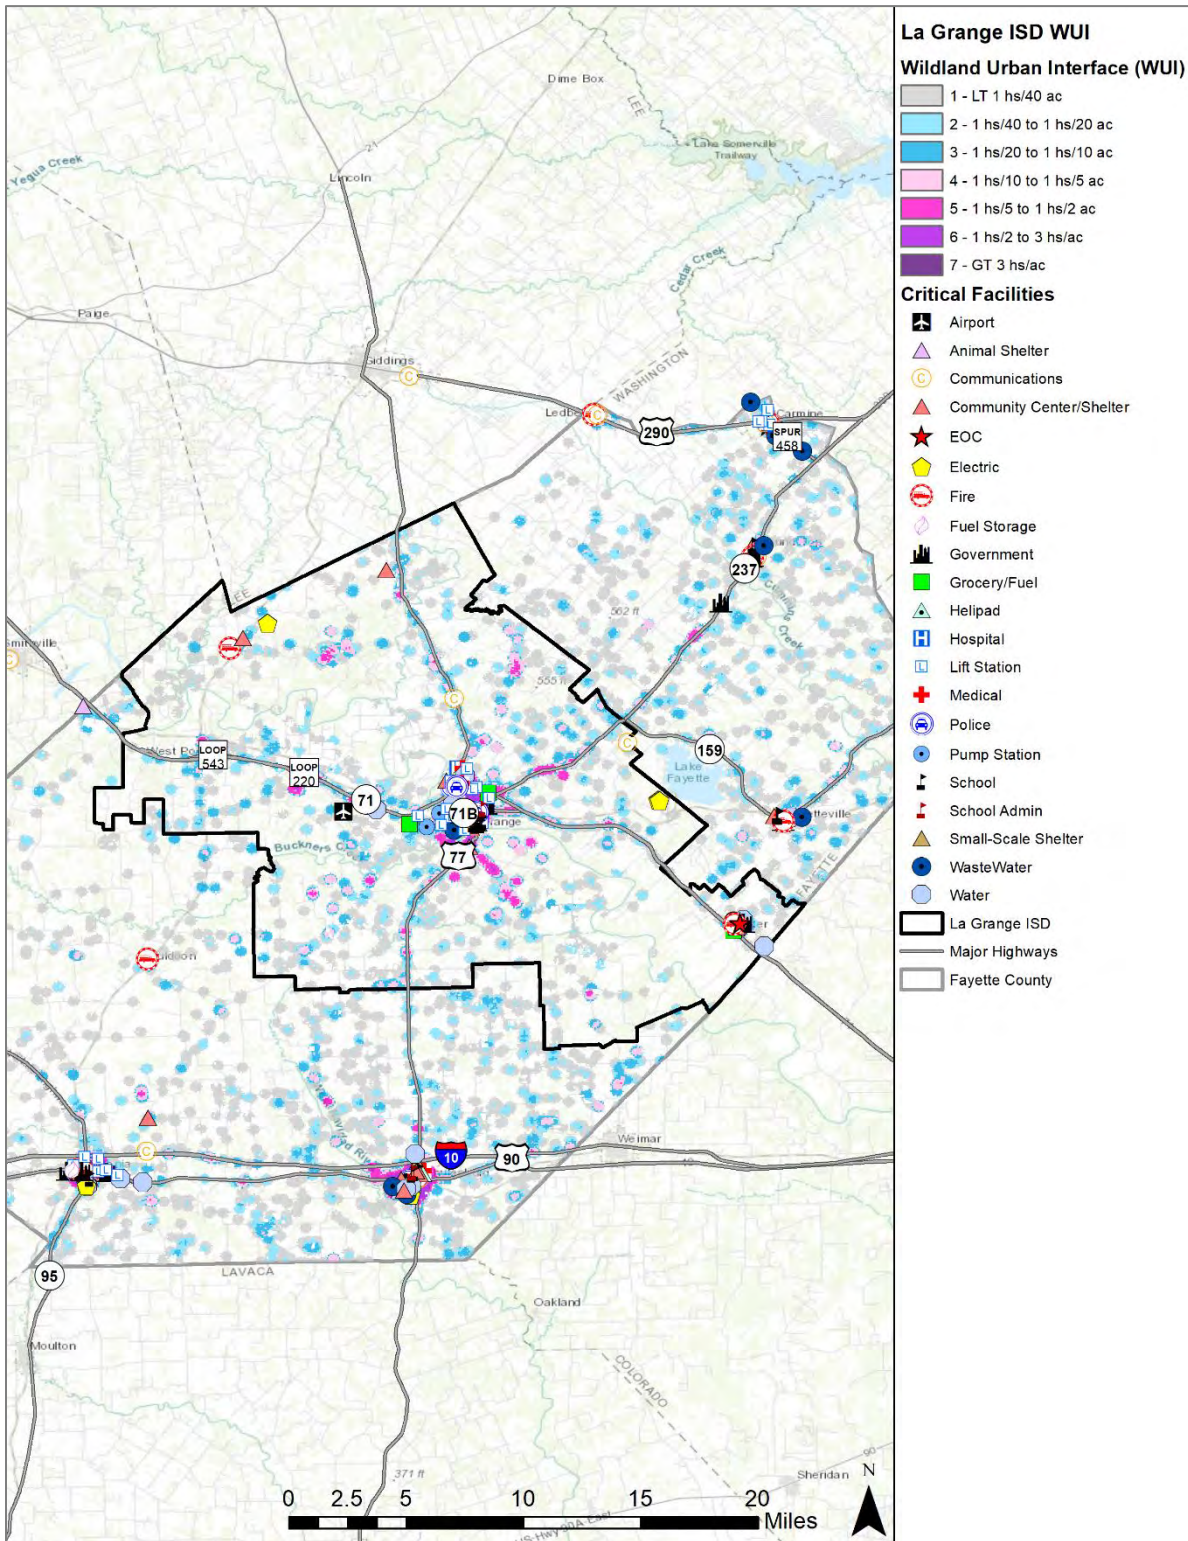 La Grange ISD WUI
Wildland Urban Interface (WUI)
1 - LT 1 hs/40 ac
2 - 1 hs/40 to 1 hs/20 ac
3 - 1 hs/20 to 1 hs/10 ac
4 - 1 hs/10 to 1 hs/5 ac
5 - 1 hs/5 to 1 hs/2 ac
6 - 1 hs/2 to 3 hs/ac
7 - GT 3 hs/ac
Critical Facilities
Airport
Animal Shelter
C Communications
Community Center/Shelter
EOC
Electric
Fire
Fuel Storage
Government
Grocery/Fuel
Helipad
H Hospital
L Lift Station
Medical
Police
Pump Station
School
School Admin
Small-Scale Shelter
WasteWater
Water
La Grange ISD
Major Highways
Fayette County
Dime Box
LEE
Lake Somerville
Trailway
Yegua Creek
21
Lincoln
Cedar Creek
Paige
Giddings
WASHINGTON
290
Carmine
SPUR
458
237
562 ft
LEE
555 ft
LOOP
543
LOOP
220
71
159
Lake
Fayette
71B
77
FAYETTE
Weimar
10
90
LAVACA
95
Oakland
Moulton
COLORADO
371 ft
Sheridan
90
N
0 2.5 5 10 15 20
Miles